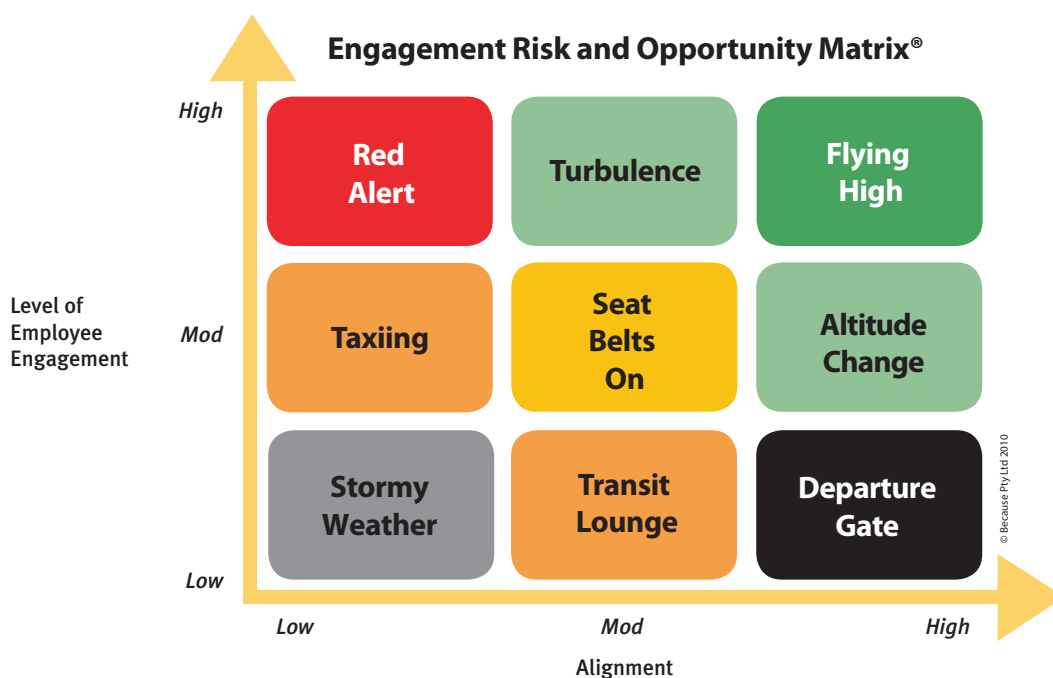 Engagement Risk and Opportunity Matrix®
High
Red
Alert
Turbulence
Flying
High
Level of
Employee
Engagement
Mod
Taxiing
Seat
Belts
On
Altitude
Change
Stormy
Weather
Transit
Lounge
Departure
Gate
© Because Pty Ltd 2010
Low
Low
Mod
High
Alignment